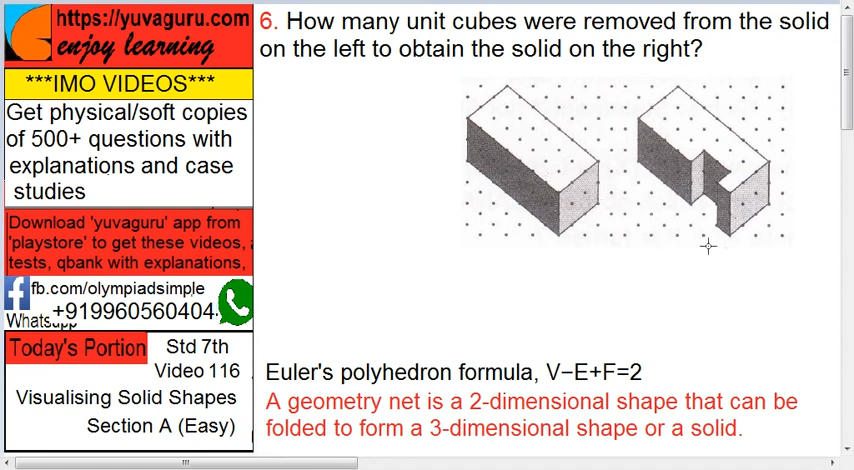 https://yuvaguru.com
enjoy learning
***IMO VIDEOS***
Get physical/soft copies
of 500+ questions with
explanations and case
studies
Download 'yuvaguru' app from
'playstore' to get these videos,
tests, qbank with explanations,
fb.com/olympiadsimple
+919960560404
Whatsupp
Today's Portion
Std 7th
Video 116
Visualising Solid Shapes
Section A (Easy)
6. How many unit cubes were removed from the solid
on the left to obtain the solid on the right?
Euler's polyhedron formula, V−E+F=2
A geometry net is a 2-dimensional shape that can be
folded to form a 3-dimensional shape or a solid.